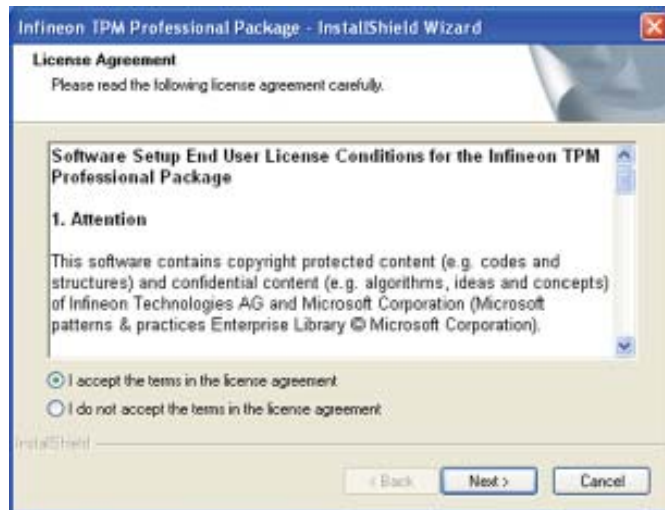 Infineon TPM Professional Package - InstallShield Wizard
License Agreement
Please read the following license agreement carefully.
Software Setup End User License Conditions for the Infineon TPM
Professional Package
1. Attention
This software contains copyright protected content (e.g. codes and
structures) and confidential content (e.g. algorithms, ideas and concepts)
of Infineon Technologies AG and Microsoft Corporation (Microsoft
patterns & practices Enterprise Library © Microsoft Corporation).
I accept the terms in the license agreement
I do not accept the terms in the license agreement
InstallShield
< Back
Next >
Cancel